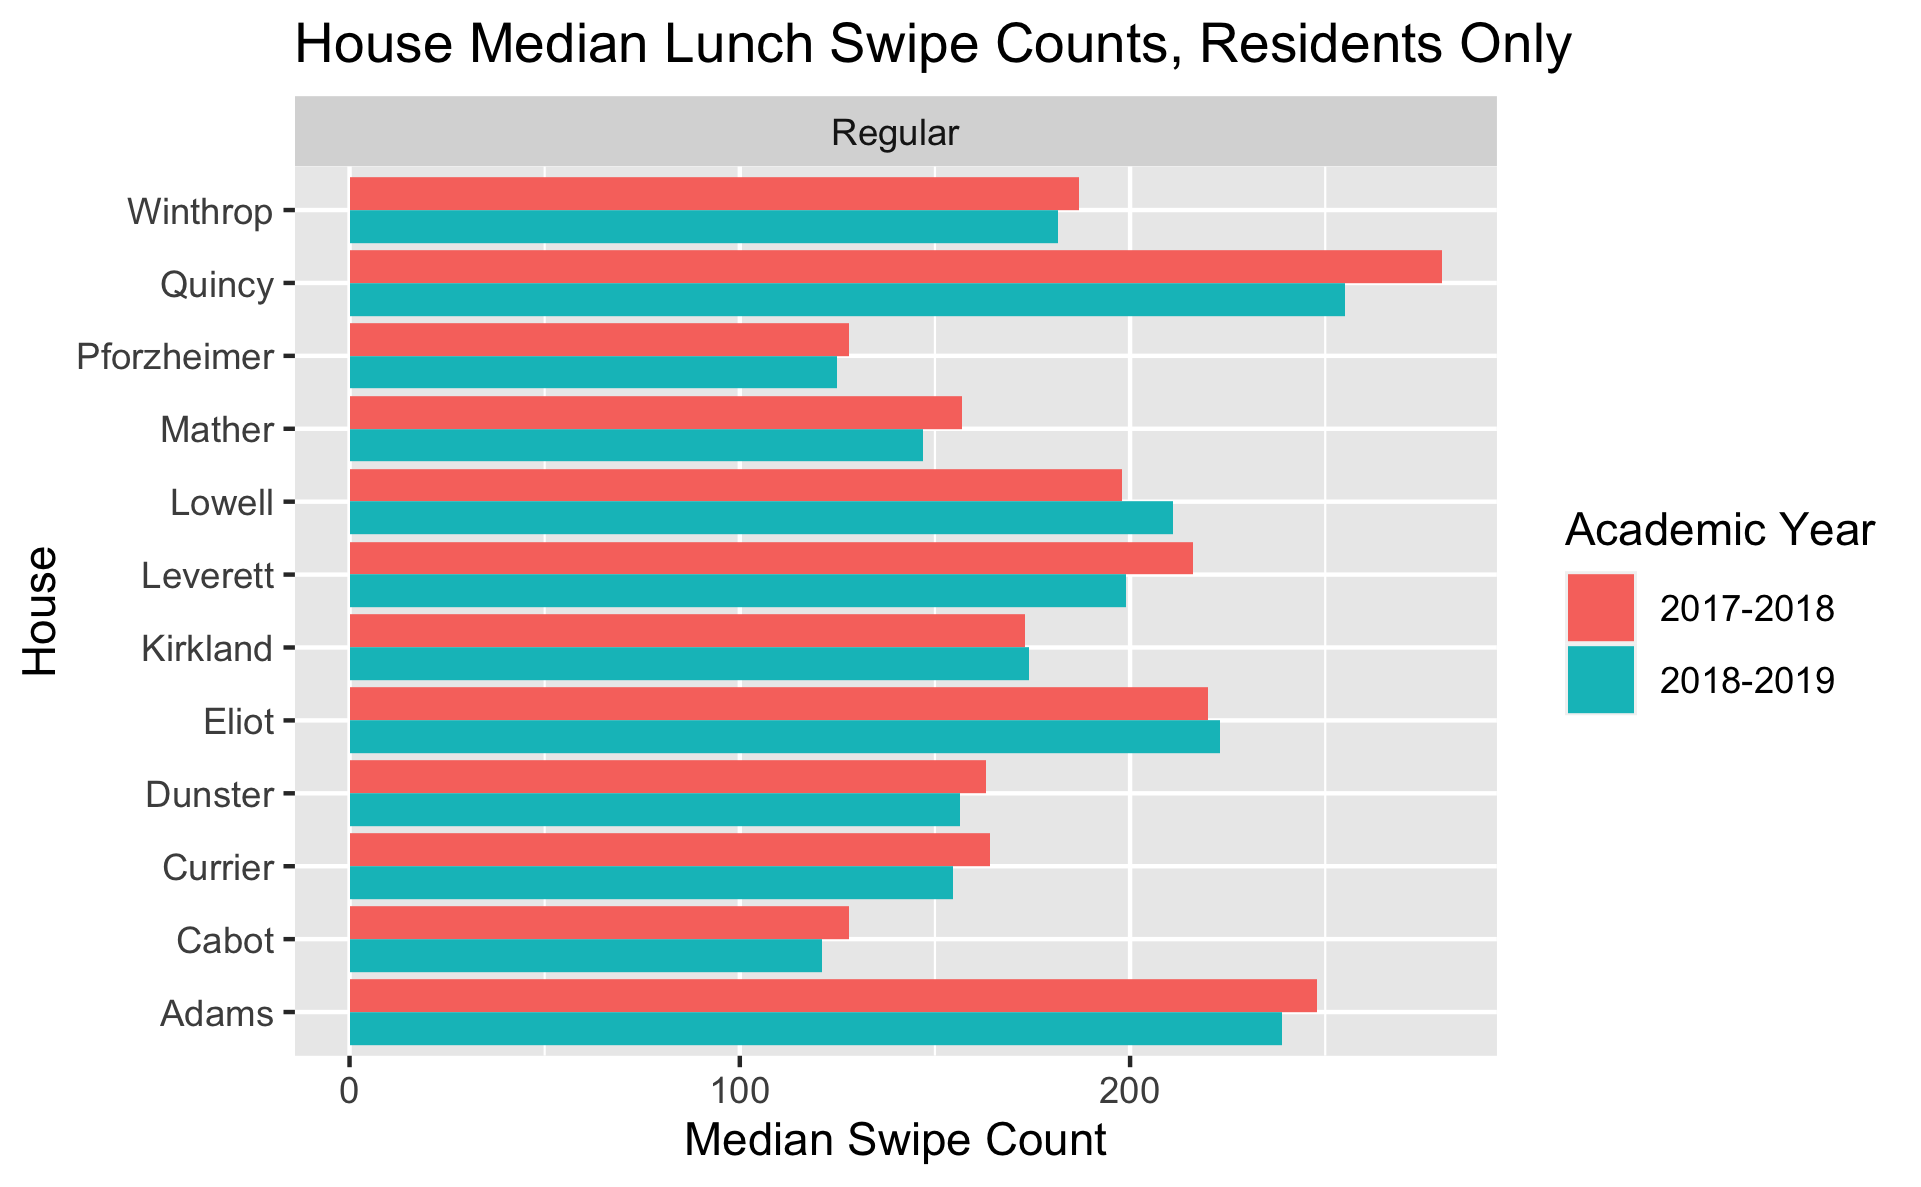 House Median Lunch Swipe Counts, Residents Only
Regular
Winthrop
Quincy
Pforzheimer
Mather
Lowell
Leverett
Kirkland
Eliot
Dunster
Currier
Cabot
Adams
House
0 100 200
Median Swipe Count
Academic Year
2017-2018
2018-2019